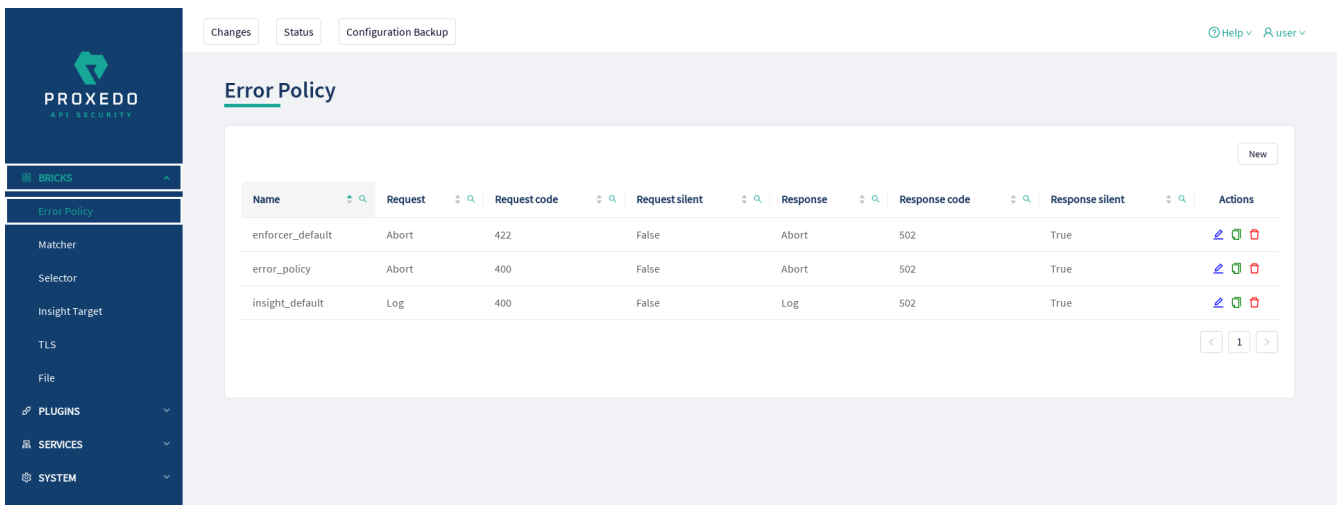 Changes Status Configuration Backup Help user
PROXEDO
API SECURITY
Error Policy
New
BRICKS
Error Policy
Matcher
Selector
Insight Target
TLS
File
PLUGINS
SERVICES
SYSTEM
Name Request Request code Request silent Response Response code Response silent Actions
enforcer_default Abort 422 False Abort 502 True
error_policy Abort 400 False Abort 502 True
insight_default Log 400 False Log 502 True
< 1 >